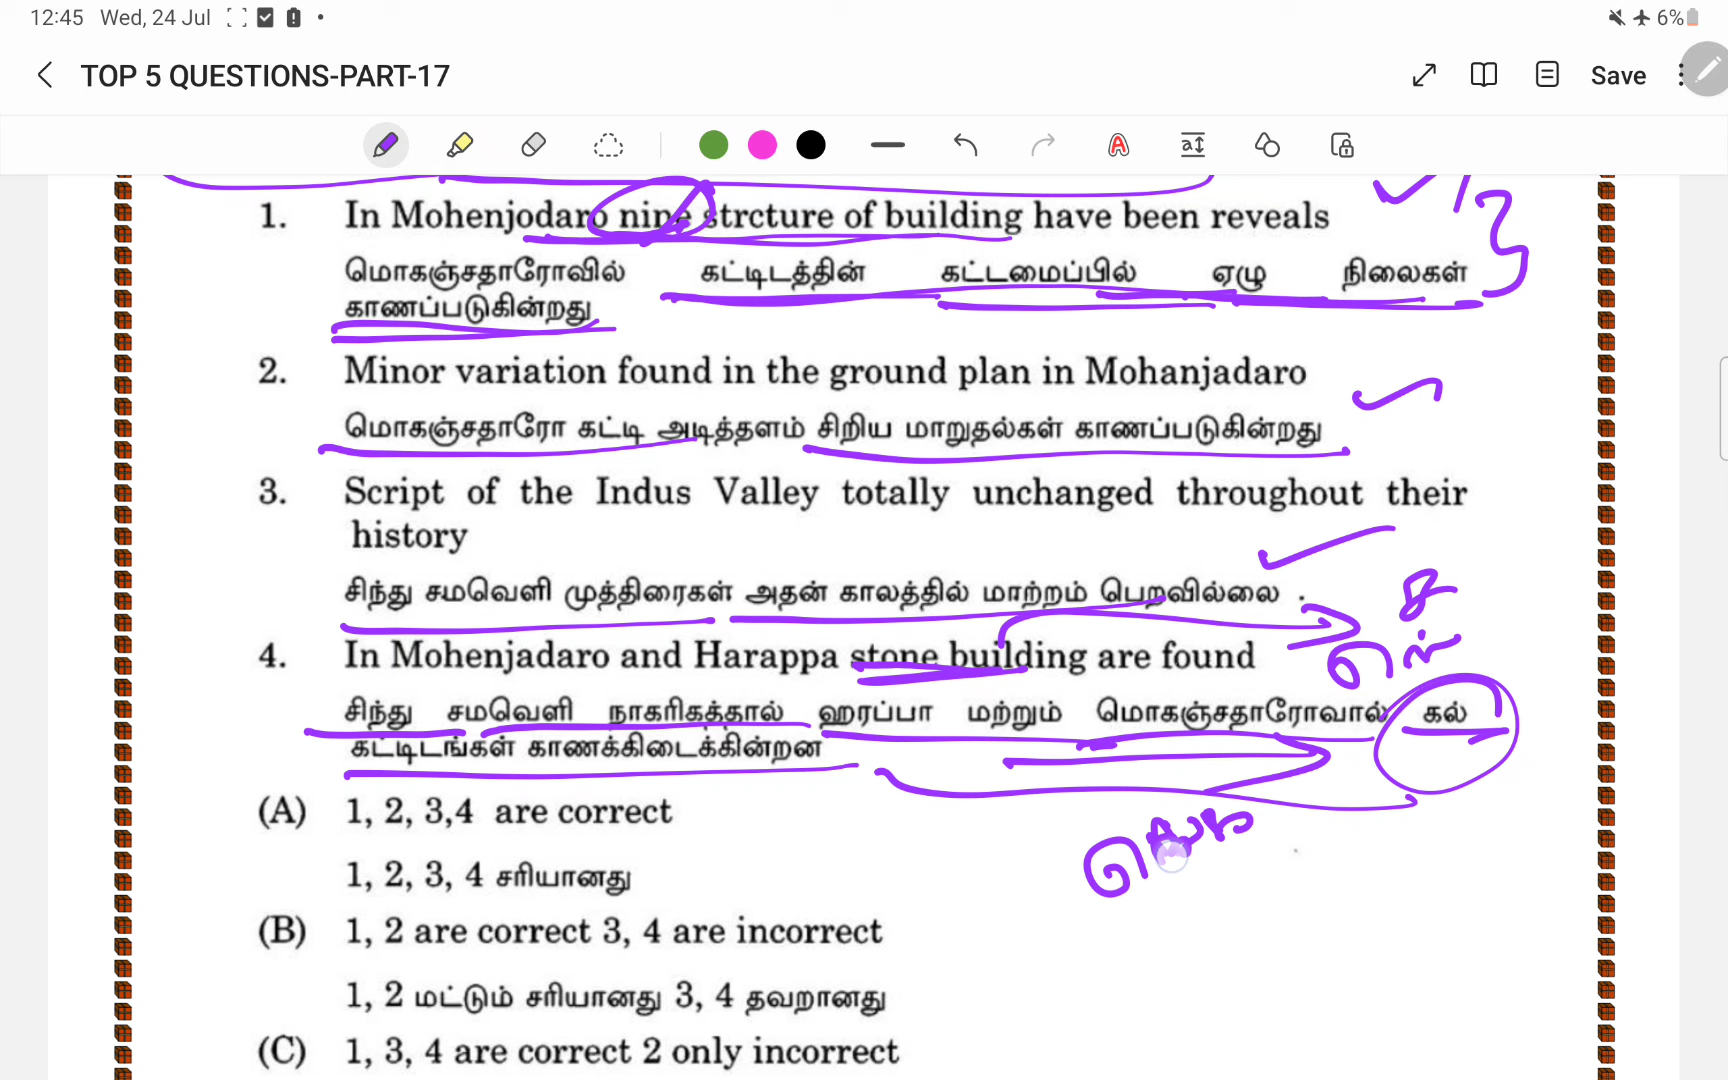 12:45 Wed, 24 Jul
6%
TOP 5 QUESTIONS-PART-17
Save
1. In Mohenjodaro nine strcture of building have been reveals
மொகஞ்சதாரோவில் கட்டிடத்தின் கட்டமைப்பில் ஏழு நிலைகள்
காணப்படுகின்றது
2. Minor variation found in the ground plan in Mohanjadaro
மொகஞ்சதாரோ கட்டி அடித்தளம் சிறிய மாறுதல்கள் காணப்படுகின்றது
3. Script of the Indus Valley totally unchanged throughout their
history
சிந்து சமவெளி முத்திரைகள் அதன் காலத்தில் மாற்றம் பெறவில்லை .
4. In Mohenjadaro and Harappa stone building are found
சிந்து சமவெளி நாகரிகத்தால் ஹரப்பா மற்றும் மொகஞ்சதாரோவால் கல்
கட்டிடங்கள் காணக்கிடைக்கின்றன
(A) 1, 2, 3,4 are correct
1, 2, 3, 4 சரியானது
(B) 1, 2 are correct 3, 4 are incorrect
1, 2 மட்டும் சரியானது 3, 4 தவறானது
(C) 1, 3, 4 are correct 2 only incorrect